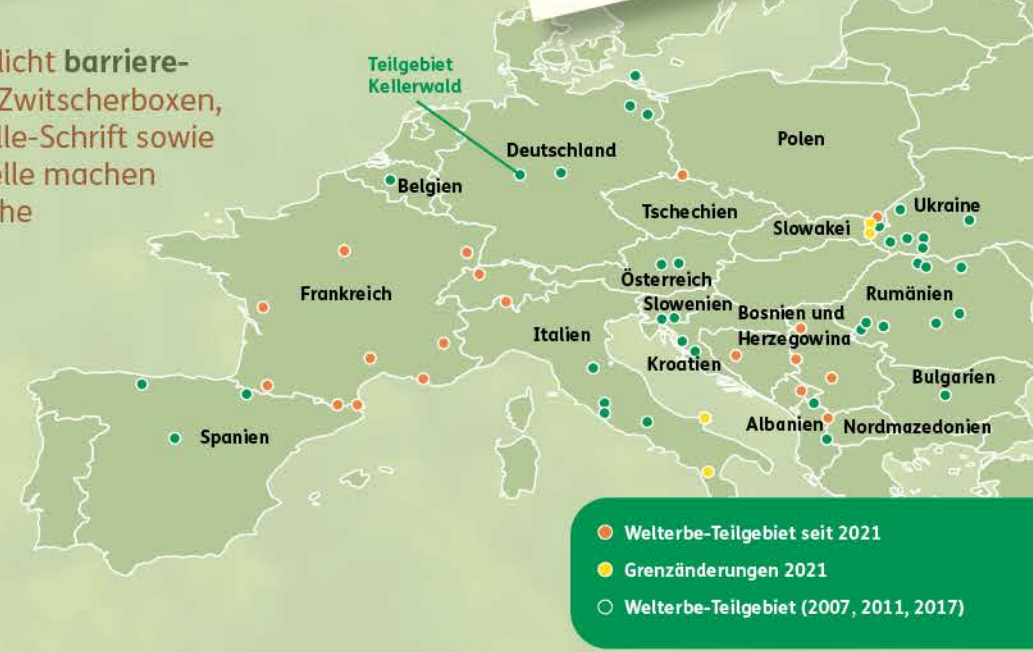 licht barriere-
Zwitscherboxen,
lle-Schrift sowie
elle machen
he
Teilgebiet
Kellerwald
Deutschland
Polen
Belgien
Tschechien
Ukraine
Slowakei
Österreich
Frankreich
Slowenien
Rumänien
Bosnien und
Herzegowina
Italien
Kroatien
Bulgarien
Albanien
Nordmazedonien
Spanien
Welterbe-Teilgebiet seit 2021
Grenzänderungen 2021
Welterbe-Teilgebiet (2007, 2011, 2017)